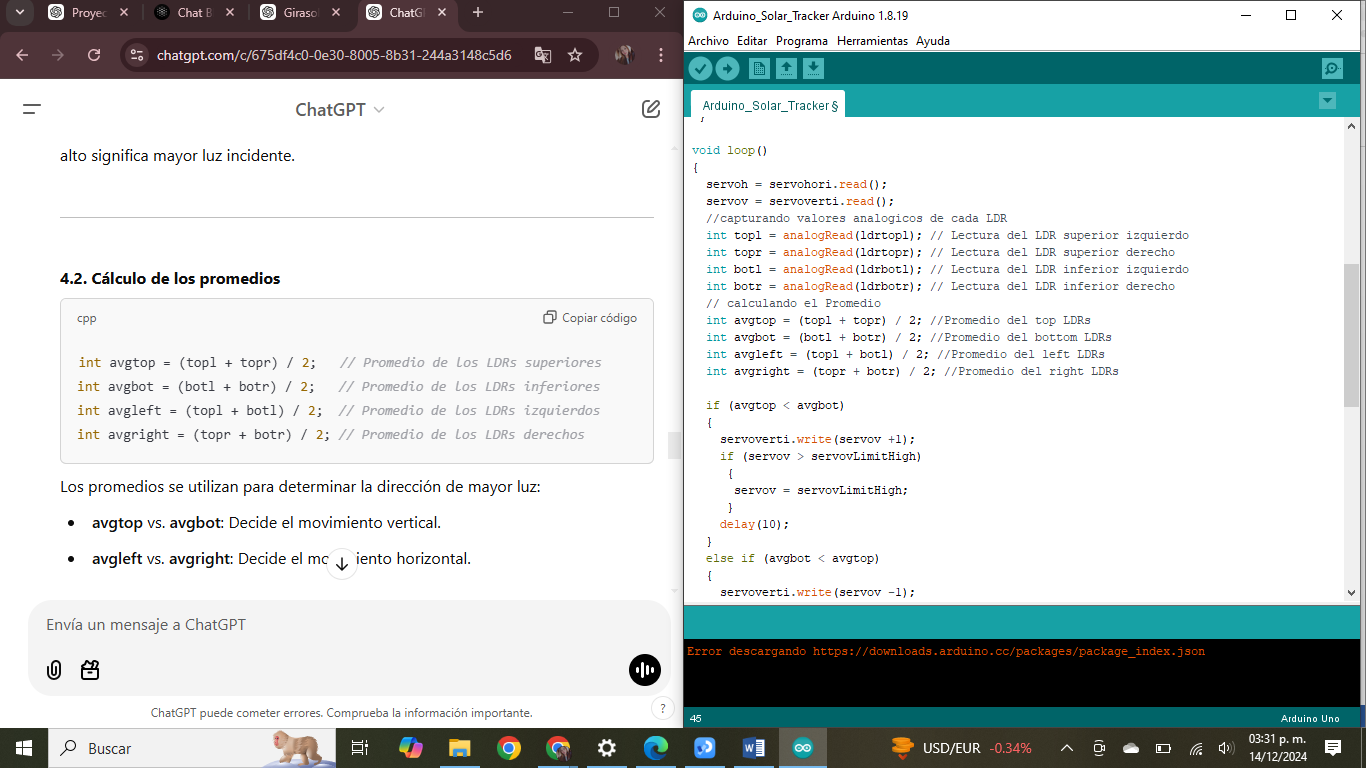 Proyec
Chat B
Giraso
ChatG
chatgpt.com/c/675df4c0-0e30-8005-8b31-244a3148c5d6
ChatGPT
alto significa mayor luz incidente.
4.2. Cálculo de los promedios
cpp
Copiar código
int avgtop = (topl + topr) / 2;   // Promedio de los LDRs superiores
int avgbot = (botl + botr) / 2;   // Promedio de los LDRs inferiores
int avgleft = (topl + botl) / 2;  // Promedio de los LDRs izquierdos
int avgright = (topr + botr) / 2; // Promedio de los LDRs derechos
Los promedios se utilizan para determinar la dirección de mayor luz:
• avgtop vs. avgbot: Decide el movimiento vertical.
• avgleft vs. avgright: Decide el mo iento horizontal.
Envía un mensaje a ChatGPT
ChatGPT puede cometer errores. Comprueba la información importante.
?
Arduino_Solar_Tracker Arduino 1.8.19
Archivo Editar Programa Herramientas Ayuda
Arduino_Solar_Tracker §
}
void loop()
{
  servoh = servohori.read();
  servov = servoverti.read();
  //capturando valores analogicos de cada LDR
  int topl = analogRead(ldrtopl); // Lectura del LDR superior izquierdo
  int topr = analogRead(ldrtopr); // Lectura del LDR superior derecho
  int botl = analogRead(ldrbotl); // Lectura del LDR inferior izquierdo
  int botr = analogRead(ldrbotr); // Lectura del LDR inferior derecho
  // calculando el Promedio
  int avgtop = (topl + topr) / 2; //Promedio del top LDRs
  int avgbot = (botl + botr) / 2; //Promedio del bottom LDRs
  int avgleft = (topl + botl) / 2; //Promedio del left LDRs
  int avgright = (topr + botr) / 2; //Promedio del right LDRs
  if (avgtop < avgbot)
  {
    servoverti.write(servov +1);
    if (servov > servovLimitHigh)
     {
      servov = servovLimitHigh;
     }
    delay(10);
  }
  else if (avgbot < avgtop)
  {
    servoverti.write(servov -1);
Error descargando https://downloads.arduino.cc/packages/package_index.json
45
Arduino Uno
Buscar
USD/EUR -0.34%
03:31 p. m.
14/12/2024